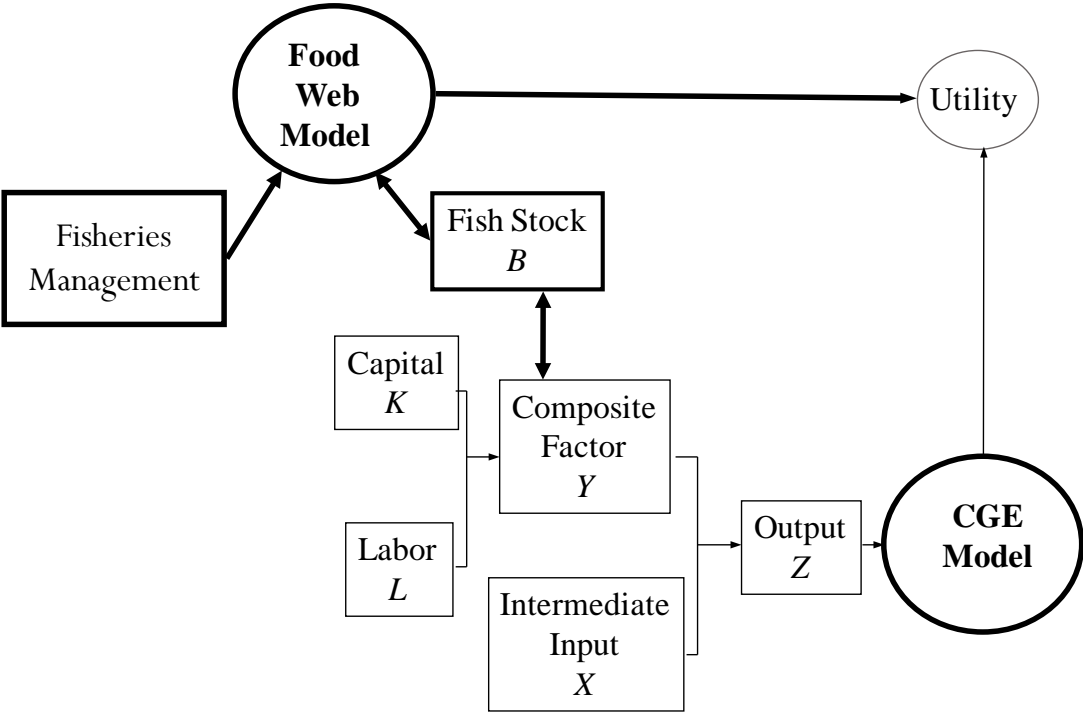 Food
Web
Model
Utility
Fisheries
Management
Fish Stock
B
Capital
K
Composite
Factor
Y
Labor
L
Intermediate
Input
X
Output
Z
CGE
Model